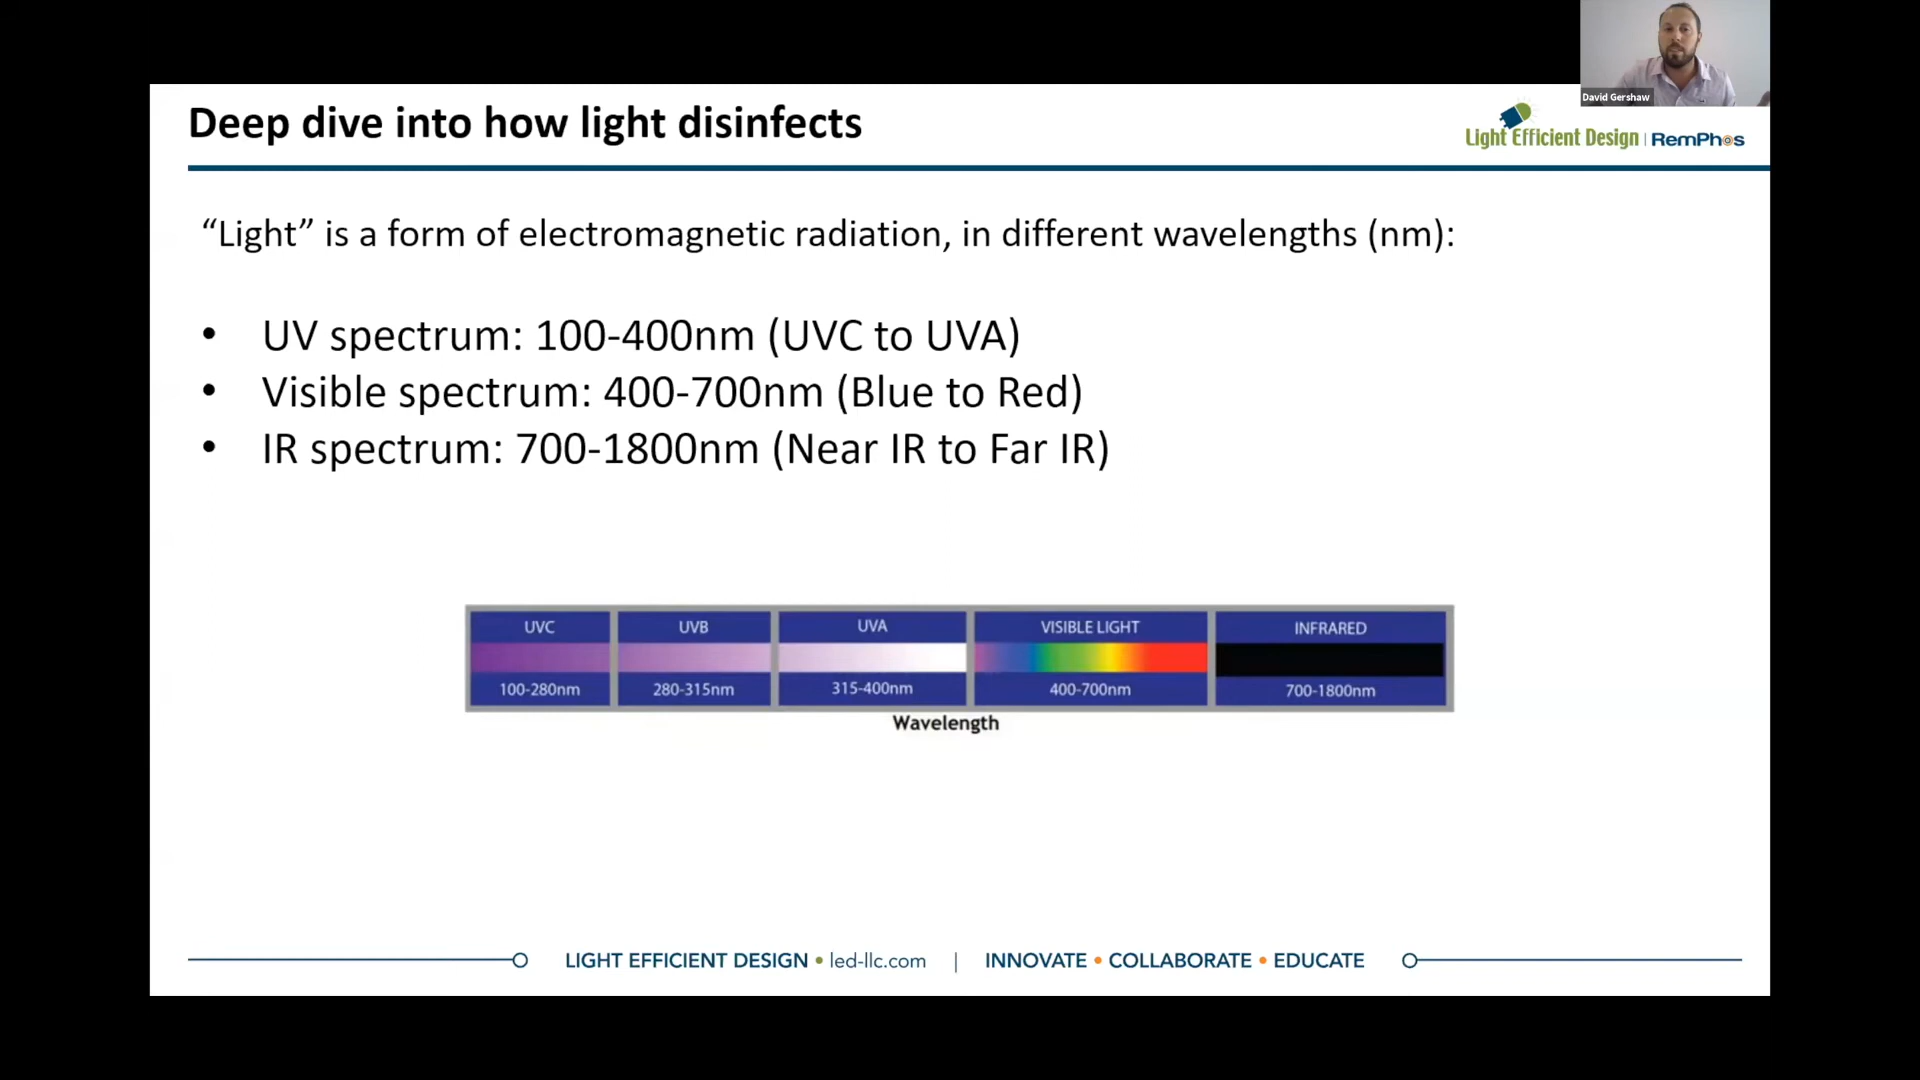 David Gershaw
Deep dive into how light disinfects
Light Efficient Design | RemPhos
“Light” is a form of electromagnetic radiation, in different wavelengths (nm):
• UV spectrum: 100-400nm (UVC to UVA)
• Visible spectrum: 400-700nm (Blue to Red)
• IR spectrum: 700-1800nm (Near IR to Far IR)
UVC UVB UVA VISIBLE LIGHT INFRARED
100-280nm 280-315nm 315-400nm 400-700nm 700-1800nm
Wavelength
LIGHT EFFICIENT DESIGN • led-llc.com | INNOVATE • COLLABORATE • EDUCATE